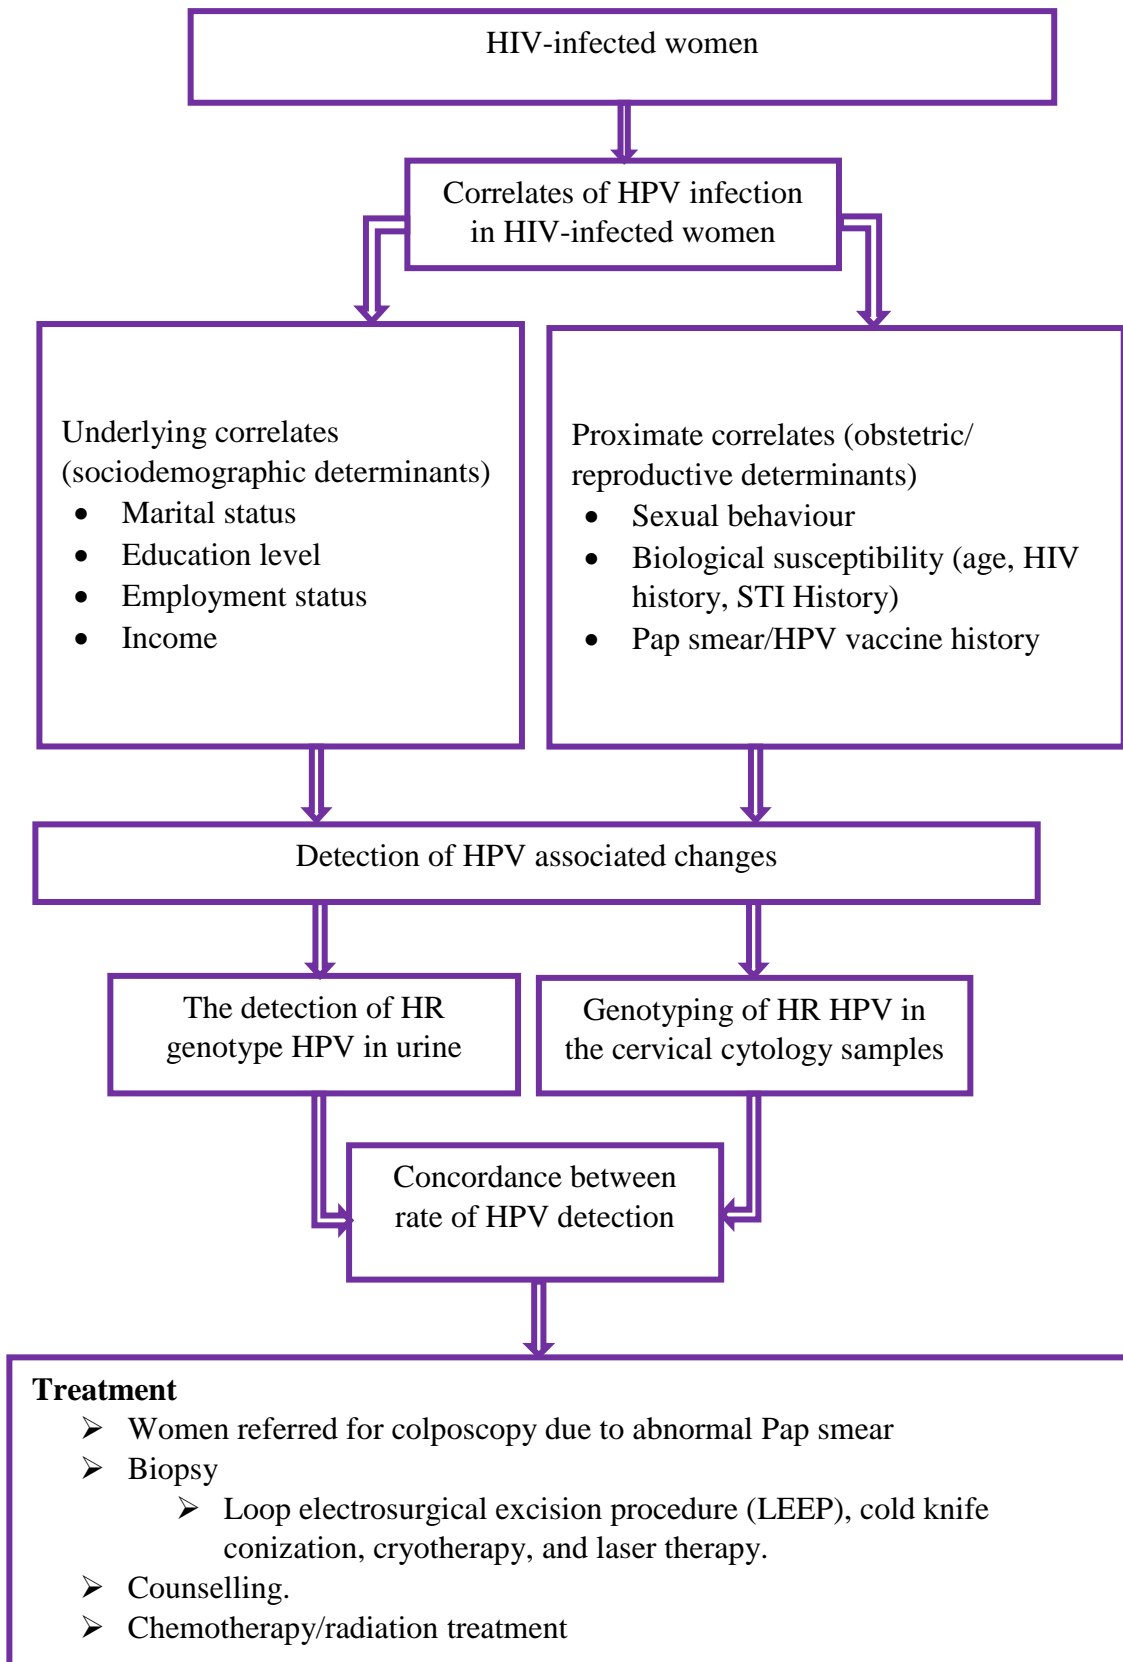 HIV-infected women
Correlates of HPV infection
in HIV-infected women
Underlying correlates
(sociodemographic determinants)
• Marital status
• Education level
• Employment status
• Income
Proximate correlates (obstetric/
reproductive determinants)
• Sexual behaviour
• Biological susceptibility (age, HIV
history, STI History)
• Pap smear/HPV vaccine history
Detection of HPV associated changes
The detection of HR
genotype HPV in urine
Genotyping of HR HPV in
the cervical cytology samples
Concordance between
rate of HPV detection
Treatment
➢ Women referred for colposcopy due to abnormal Pap smear
➢ Biopsy
➢ Loop electrosurgical excision procedure (LEEP), cold knife
conization, cryotherapy, and laser therapy.
➢ Counselling.
➢ Chemotherapy/radiation treatment